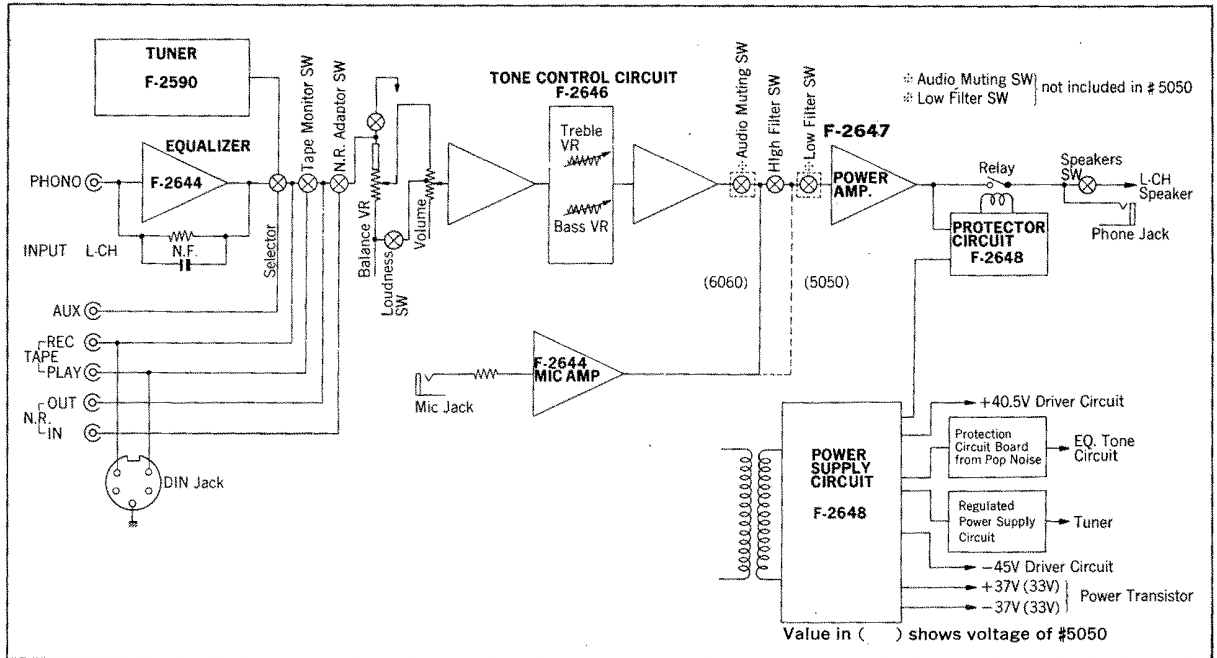 TUNER
F-2590
EQUALIZER
F-2644
PHONO
INPUT L-CH
N.F.
AUX
REC
TAPE
PLAY
OUT
N.R.
IN
DIN Jack
Selector
Tape Monitor SW
N.R. Adaptor SW
Balance VR
Loudness
SW
Volume
TONE CONTROL CIRCUIT
F-2646
Treble
VR
Bass VR
※ Audio Muting SW
High Filter SW
※ Low Filter SW
※ Audio Muting SW
※ Low Filter SW
not included in #5050
F-2647
POWER
AMP.
Relay
Speakers
SW
L-CH
Speaker
Phone Jack
PROTECTOR
CIRCUIT
F-2648
(6060)
(5050)
F-2644
MIC AMP
Mic Jack
POWER
SUPPLY
CIRCUIT
F-2648
+40.5V Driver Circuit
Protection
Circuit Board
from Pop Noise
EQ. Tone
Circuit
Regulated
Power Supply
Circuit
Tuner
−45V Driver Circuit
+37V (33V)
−37V (33V)
Power Transistor
Value in ( ) shows voltage of #5050